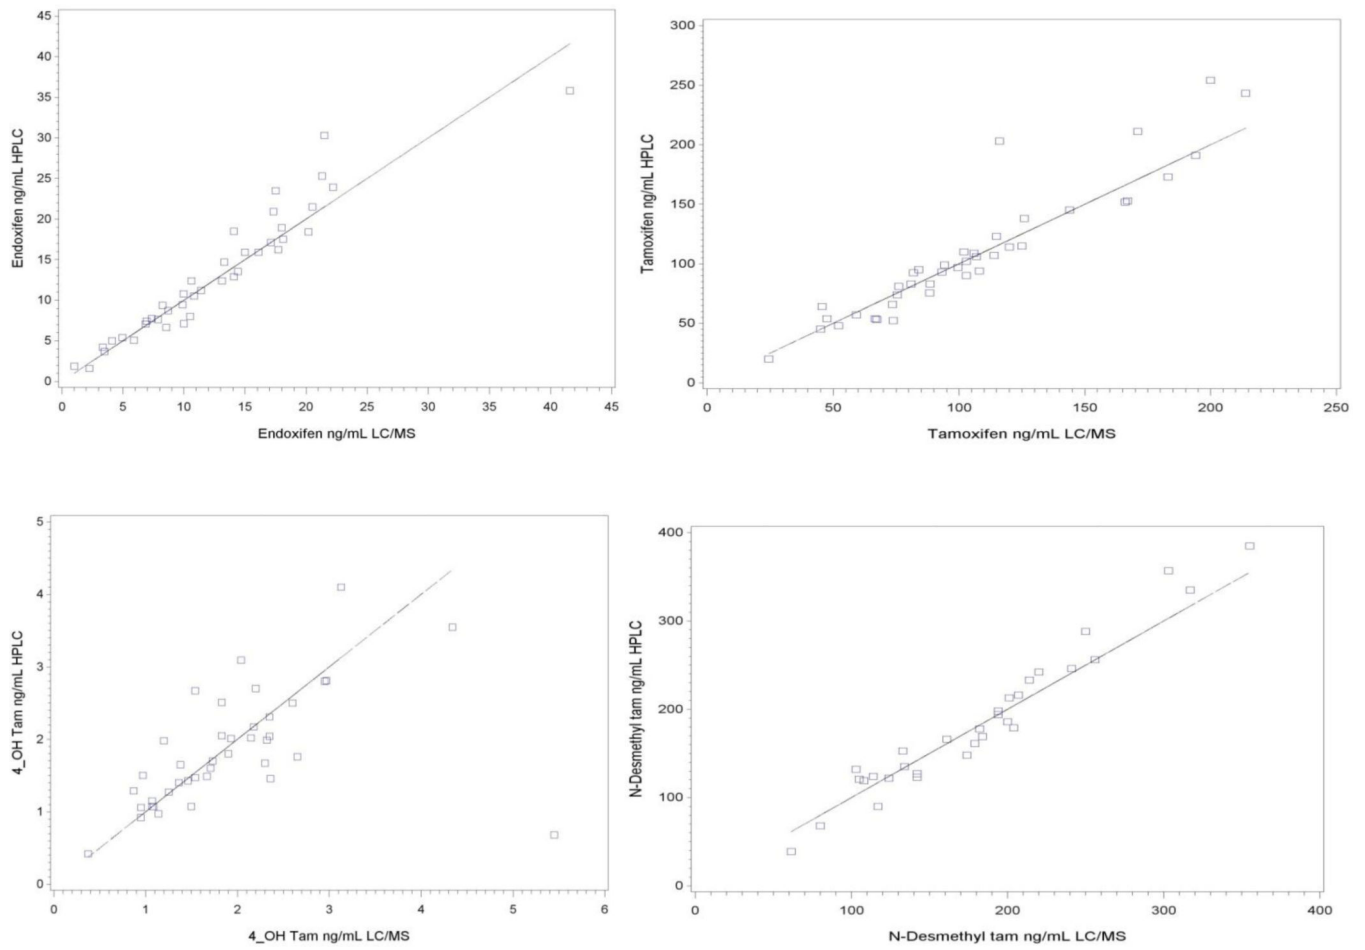 45
40
35
30
25
20
15
10
5
0
Endoxifen ng/mL HPLC
0 5 10 15 20 25 30 35 40 45
Endoxifen ng/mL LC/MS
300
250
200
150
100
50
0
Tamoxifen ng/mL HPLC
0 50 100 150 200 250
Tamoxifen ng/mL LC/MS
5
4
3
2
1
0
4_OH Tam ng/mL HPLC
0 1 2 3 4 5 6
4_OH Tam ng/mL LC/MS
400
300
200
100
0
N-Desmethyl tam ng/mL HPLC
100 200 300 400
N-Desmethyl tam ng/mL LC/MS